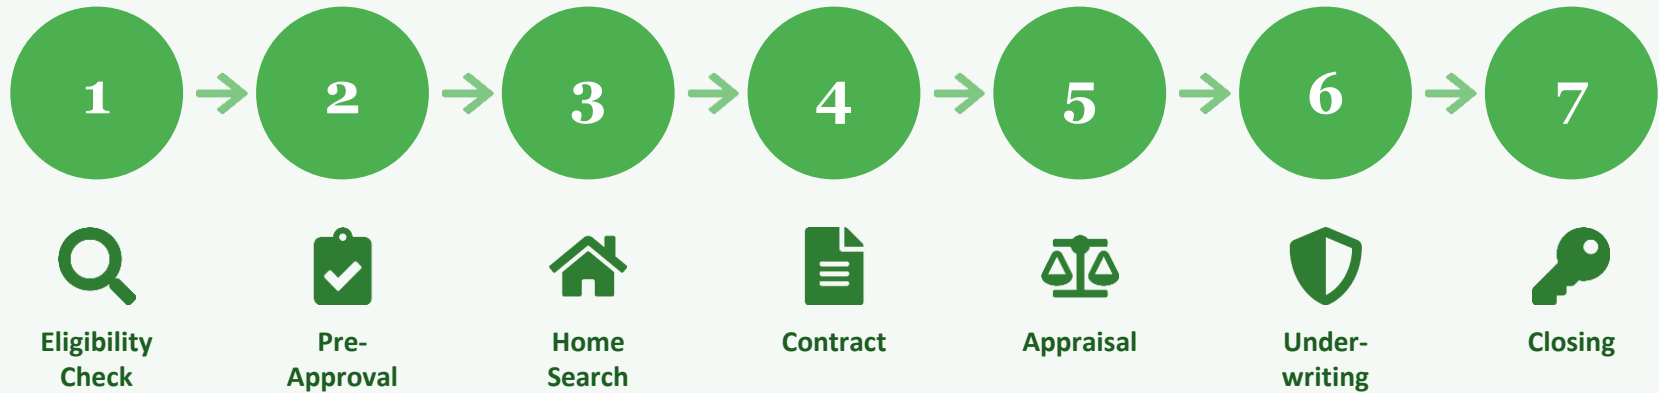 1
2
3
4
5
6
7
Eligibility
Check
Pre-
Approval
Home
Search
Contract
Appraisal
Under-
writing
Closing